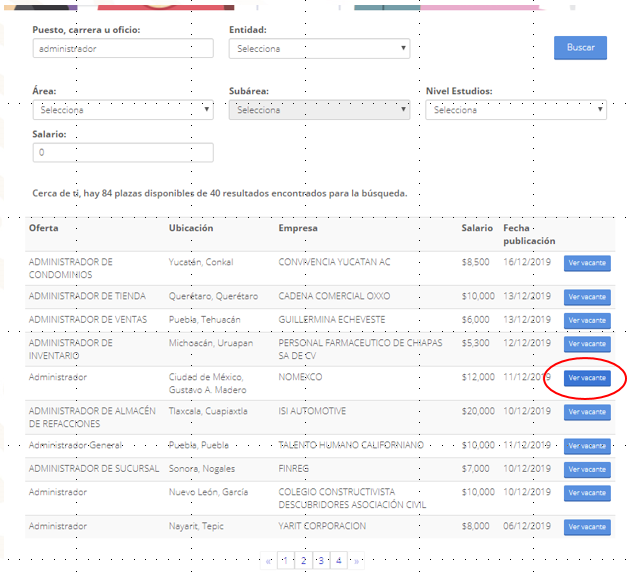 Puesto, carrera u oficio: Entidad:
administrador Selecciona Buscar
Área: Subárea: Nivel Estudios:
Selecciona Selecciona Selecciona
Salario:
0
Cerca de ti, hay 84 plazas disponibles de 40 resultados encontrados para la búsqueda.
Oferta Ubicación Empresa Salario Fecha
publicación
ADMINISTRADOR DE Yucatán, Conkal CONVIVENCIA YUCATAN AC $8,500 16/12/2019 Ver vacante
CONDOMINIOS
ADMINISTRADOR DE TIENDA Querétaro, Querétaro CADENA COMERCIAL OXXO $10,000 13/12/2019 Ver vacante
ADMINISTRADOR DE VENTAS Puebla, Tehuacán GUILLERMINA ECHEVESTE $6,000 13/12/2019 Ver vacante
ADMINISTRADOR DE Michoacán, Uruapan PERSONAL FARMACEUTICO DE CHIAPAS $5,300 12/12/2019 Ver vacante
INVENTARIO SA DE CV
Administrador Ciudad de México, NOMEXCO $12,000 11/12/2019 Ver vacante
Gustavo A. Madero
ADMINISTRADOR DE ALMACÉN Tlaxcala, Cuapiaxtla ISI AUTOMOTIVE $20,000 10/12/2019 Ver vacante
DE REFACCIONES
Administrador General Puebla, Puebla TALENTO HUMANO CALIFORNIANO $10,000 11/12/2019 Ver vacante
ADMINISTRADOR DE SUCURSAL Sonora, Nogales FINREG $7,000 10/12/2019 Ver vacante
Administrador Nuevo León, García COLEGIO CONSTRUCTIVISTA $10,000 10/12/2019 Ver vacante
DESCUBRIDORES ASOCIACIÓN CIVIL
Administrador Nayarit, Tepic YARIT CORPORACION $8,000 06/12/2019 Ver vacante
« 1 2 3 4 »